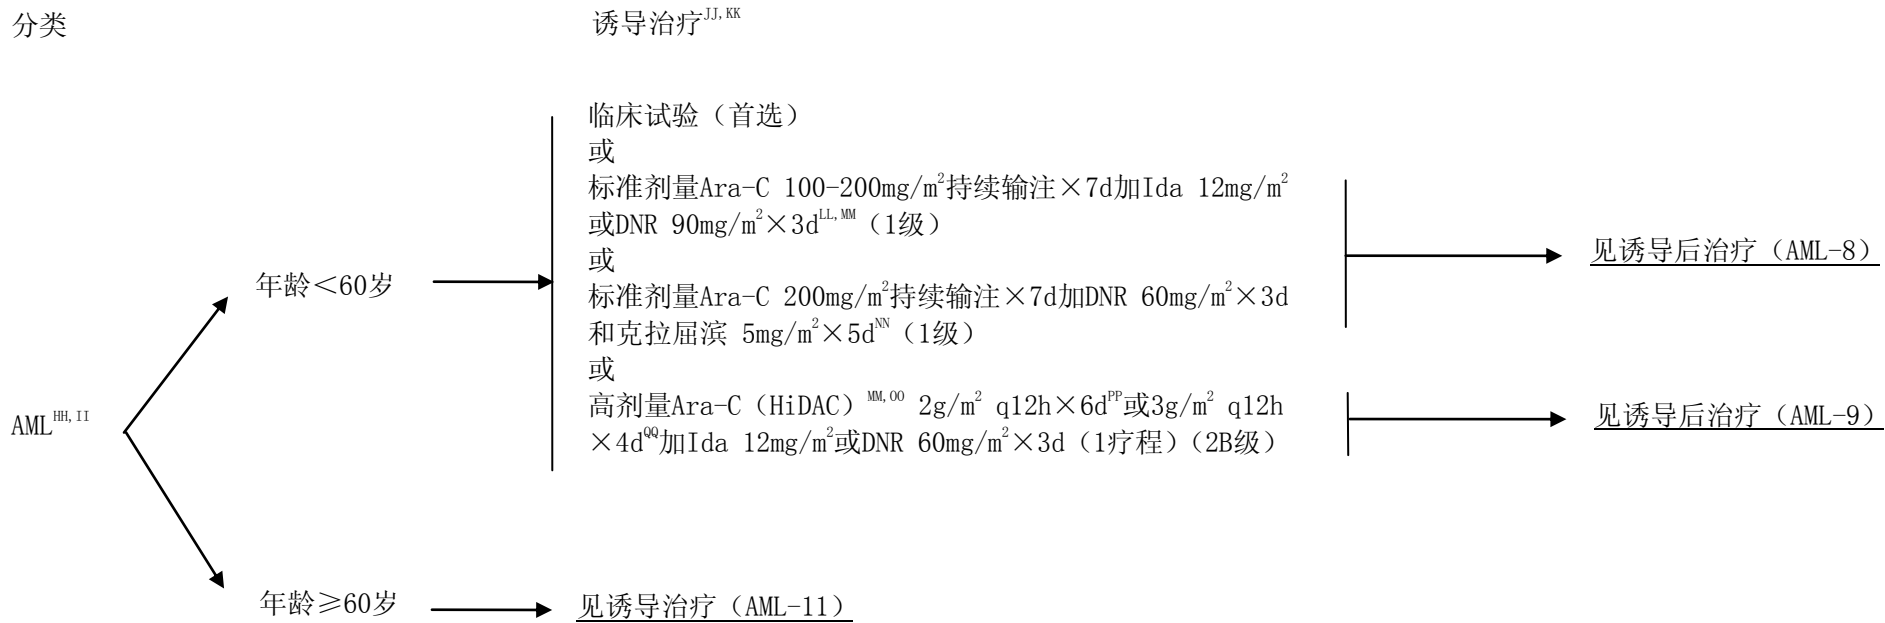 分类
诱导治疗JJ,KK
临床试验（首选）
或
标准剂量Ara-C 100-200mg/m²持续输注×7d加Ida 12mg/m²
或DNR 90mg/m²×3dLL,MM（1级）
或
标准剂量Ara-C 200mg/m²持续输注×7d加DNR 60mg/m²×3d
和克拉屈滨 5mg/m²×5dNN（1级）
或
高剂量Ara-C（HiDAC）MM,OO 2g/m² q12h×6dPP或3g/m² q12h
×4dQQ加Ida 12mg/m²或DNR 60mg/m²×3d（1疗程）（2B级）
见诱导后治疗（AML-8）
见诱导后治疗（AML-9）
年龄＜60岁
AMLHH,II
年龄≥60岁
见诱导治疗（AML-11）